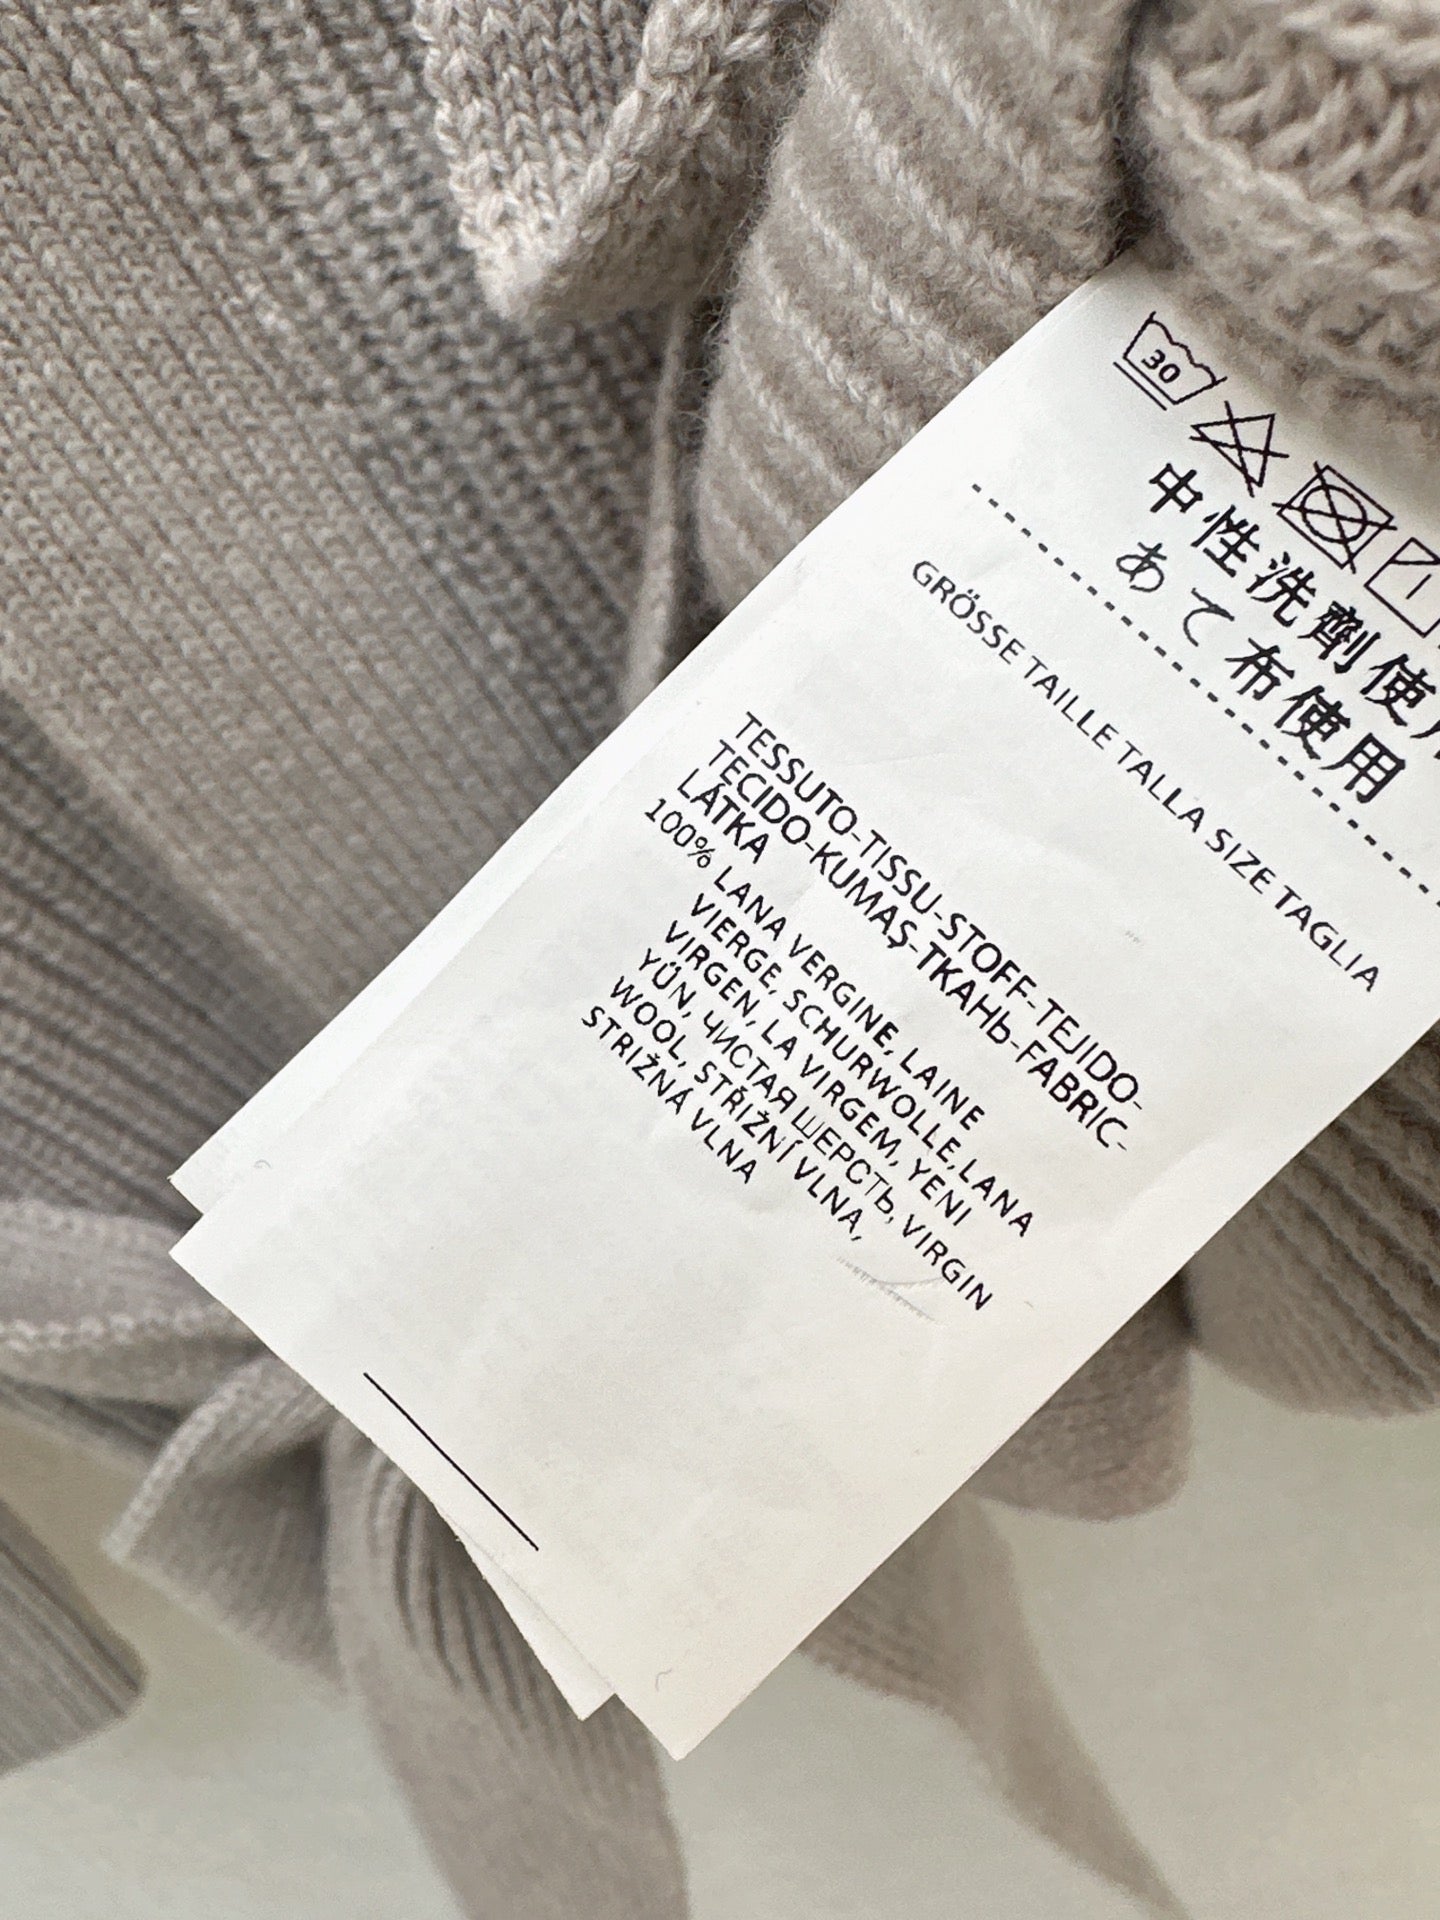 30
中性洗剤使用
あて布使用
GRÖSSE TAILLE TALLA SIZE TAGLIA
TESSUTO-TISSU-STOFF-TEJIDO-
TECIDO-KUMAŞ-ТКАНЬ-FABRIC-
LÁTKA
100% LANA VERGINE, LAINE
VIERGE, SCHURWOLLE, LANA
VIRGEN, LA VIRGEM, YENI
YÜN, ЧИСТАЯ ШЕРСТЬ, VIRGIN
WOOL, STŘIŽNÍ VLNA,
STRIŽNÁ VLNA